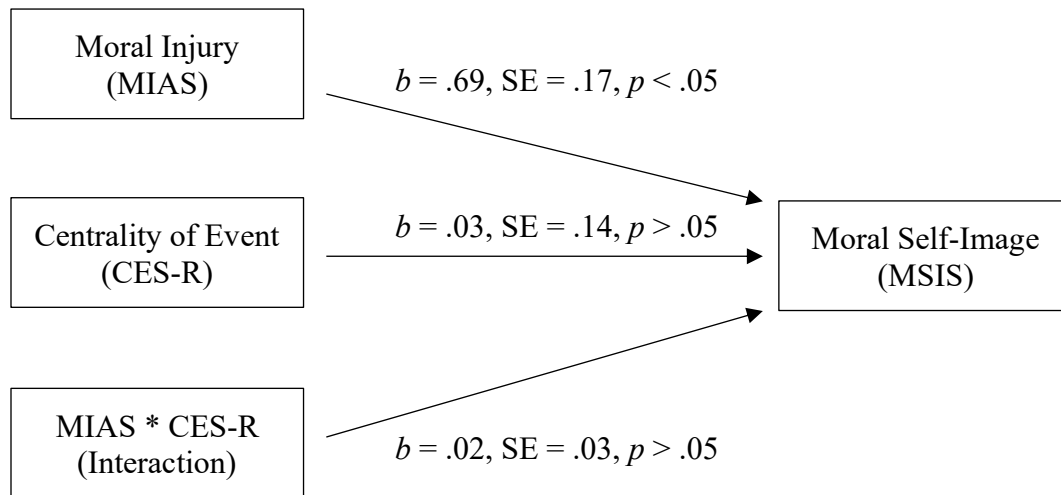 Moral Injury
(MIAS)
b = .69, SE = .17, p < .05
Centrality of Event
(CES-R)
b = .03, SE = .14, p > .05
Moral Self-Image
(MSIS)
MIAS * CES-R
(Interaction)
b = .02, SE = .03, p > .05